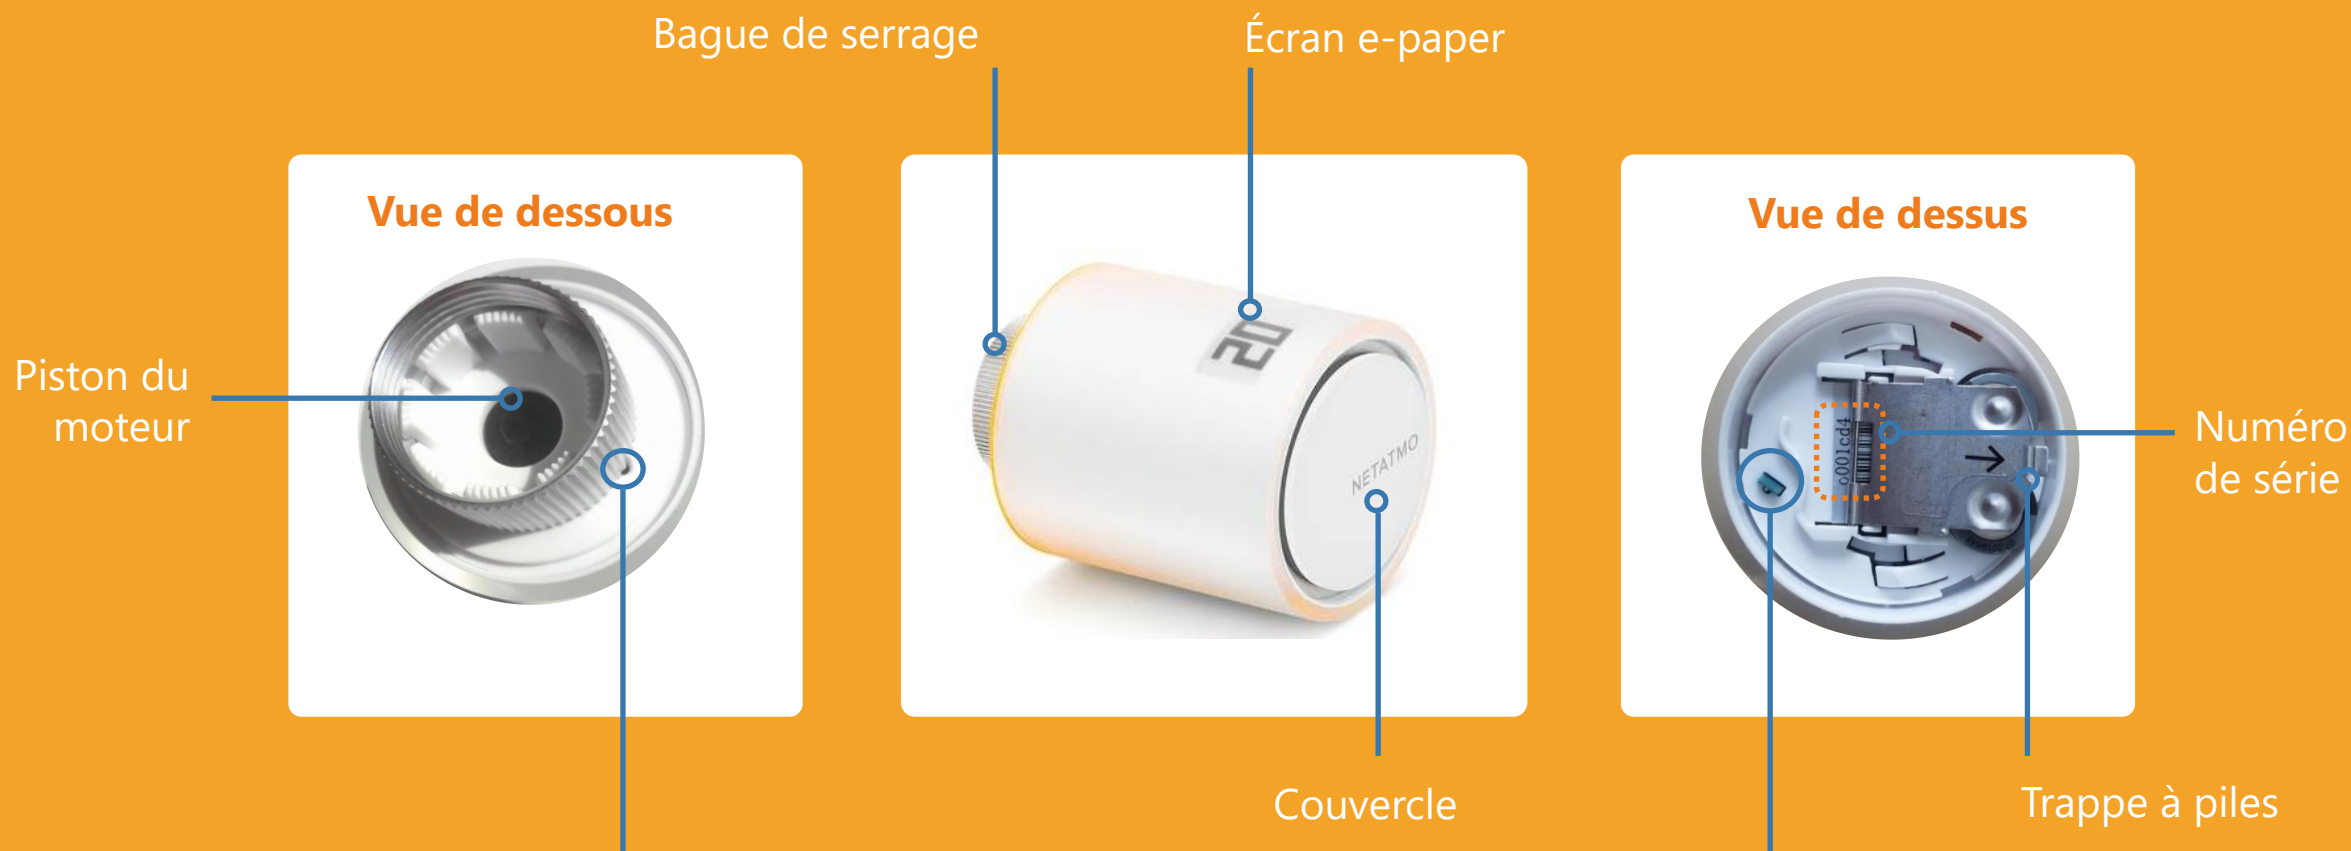 Bague de serrage
Écran e-paper
Vue de dessous
Vue de dessus
20
Piston du
moteur
NETATMO
c001cd4
Numéro
de série
Couvercle
Trappe à piles